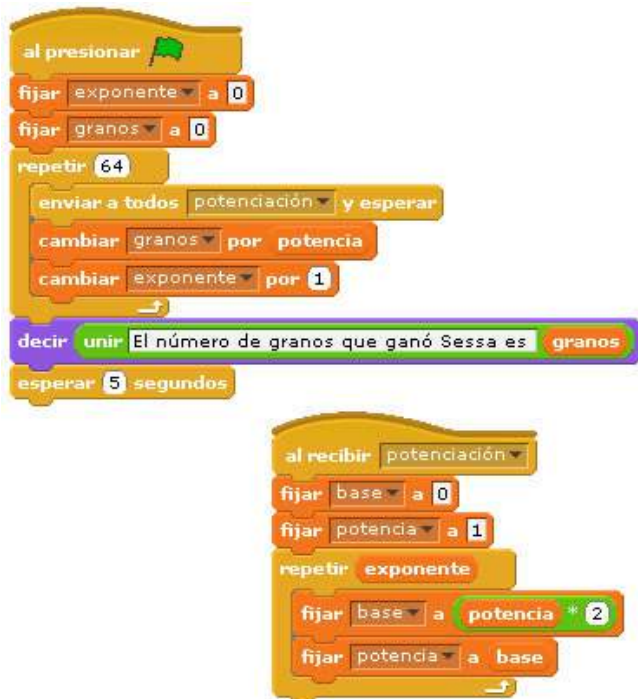 al presionar
fijar exponente a 0
fijar granos a 0
repetir 64
enviar a todos potenciación y esperar
cambiar granos por potencia
cambiar exponente por 1
decir unir El número de granos que ganó Sessa es granos
esperar 5 segundos
al recibir potenciación
fijar base a 0
fijar potencia a 1
repetir exponente
fijar base a potencia * 2
fijar potencia a base